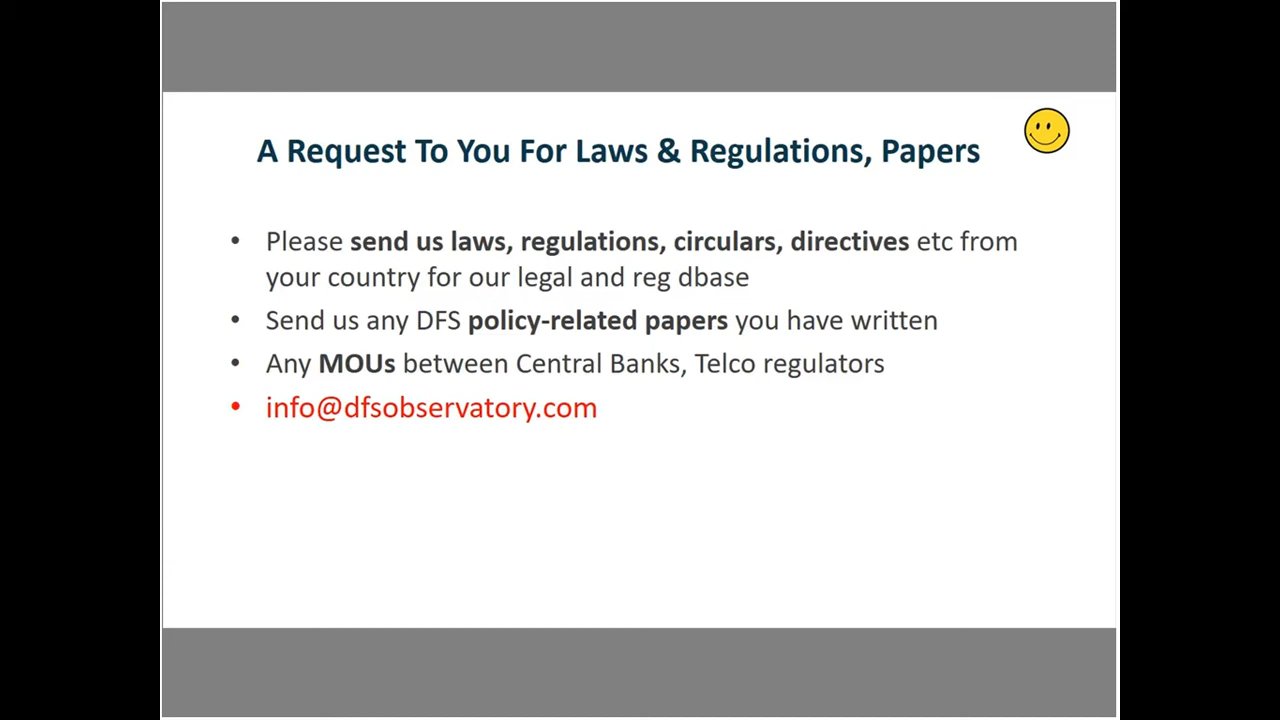 A Request To You For Laws & Regulations, Papers
• Please send us laws, regulations, circulars, directives etc from
your country for our legal and reg dbase
• Send us any DFS policy-related papers you have written
• Any MOUs between Central Banks, Telco regulators
• info@dfsobservatory.com